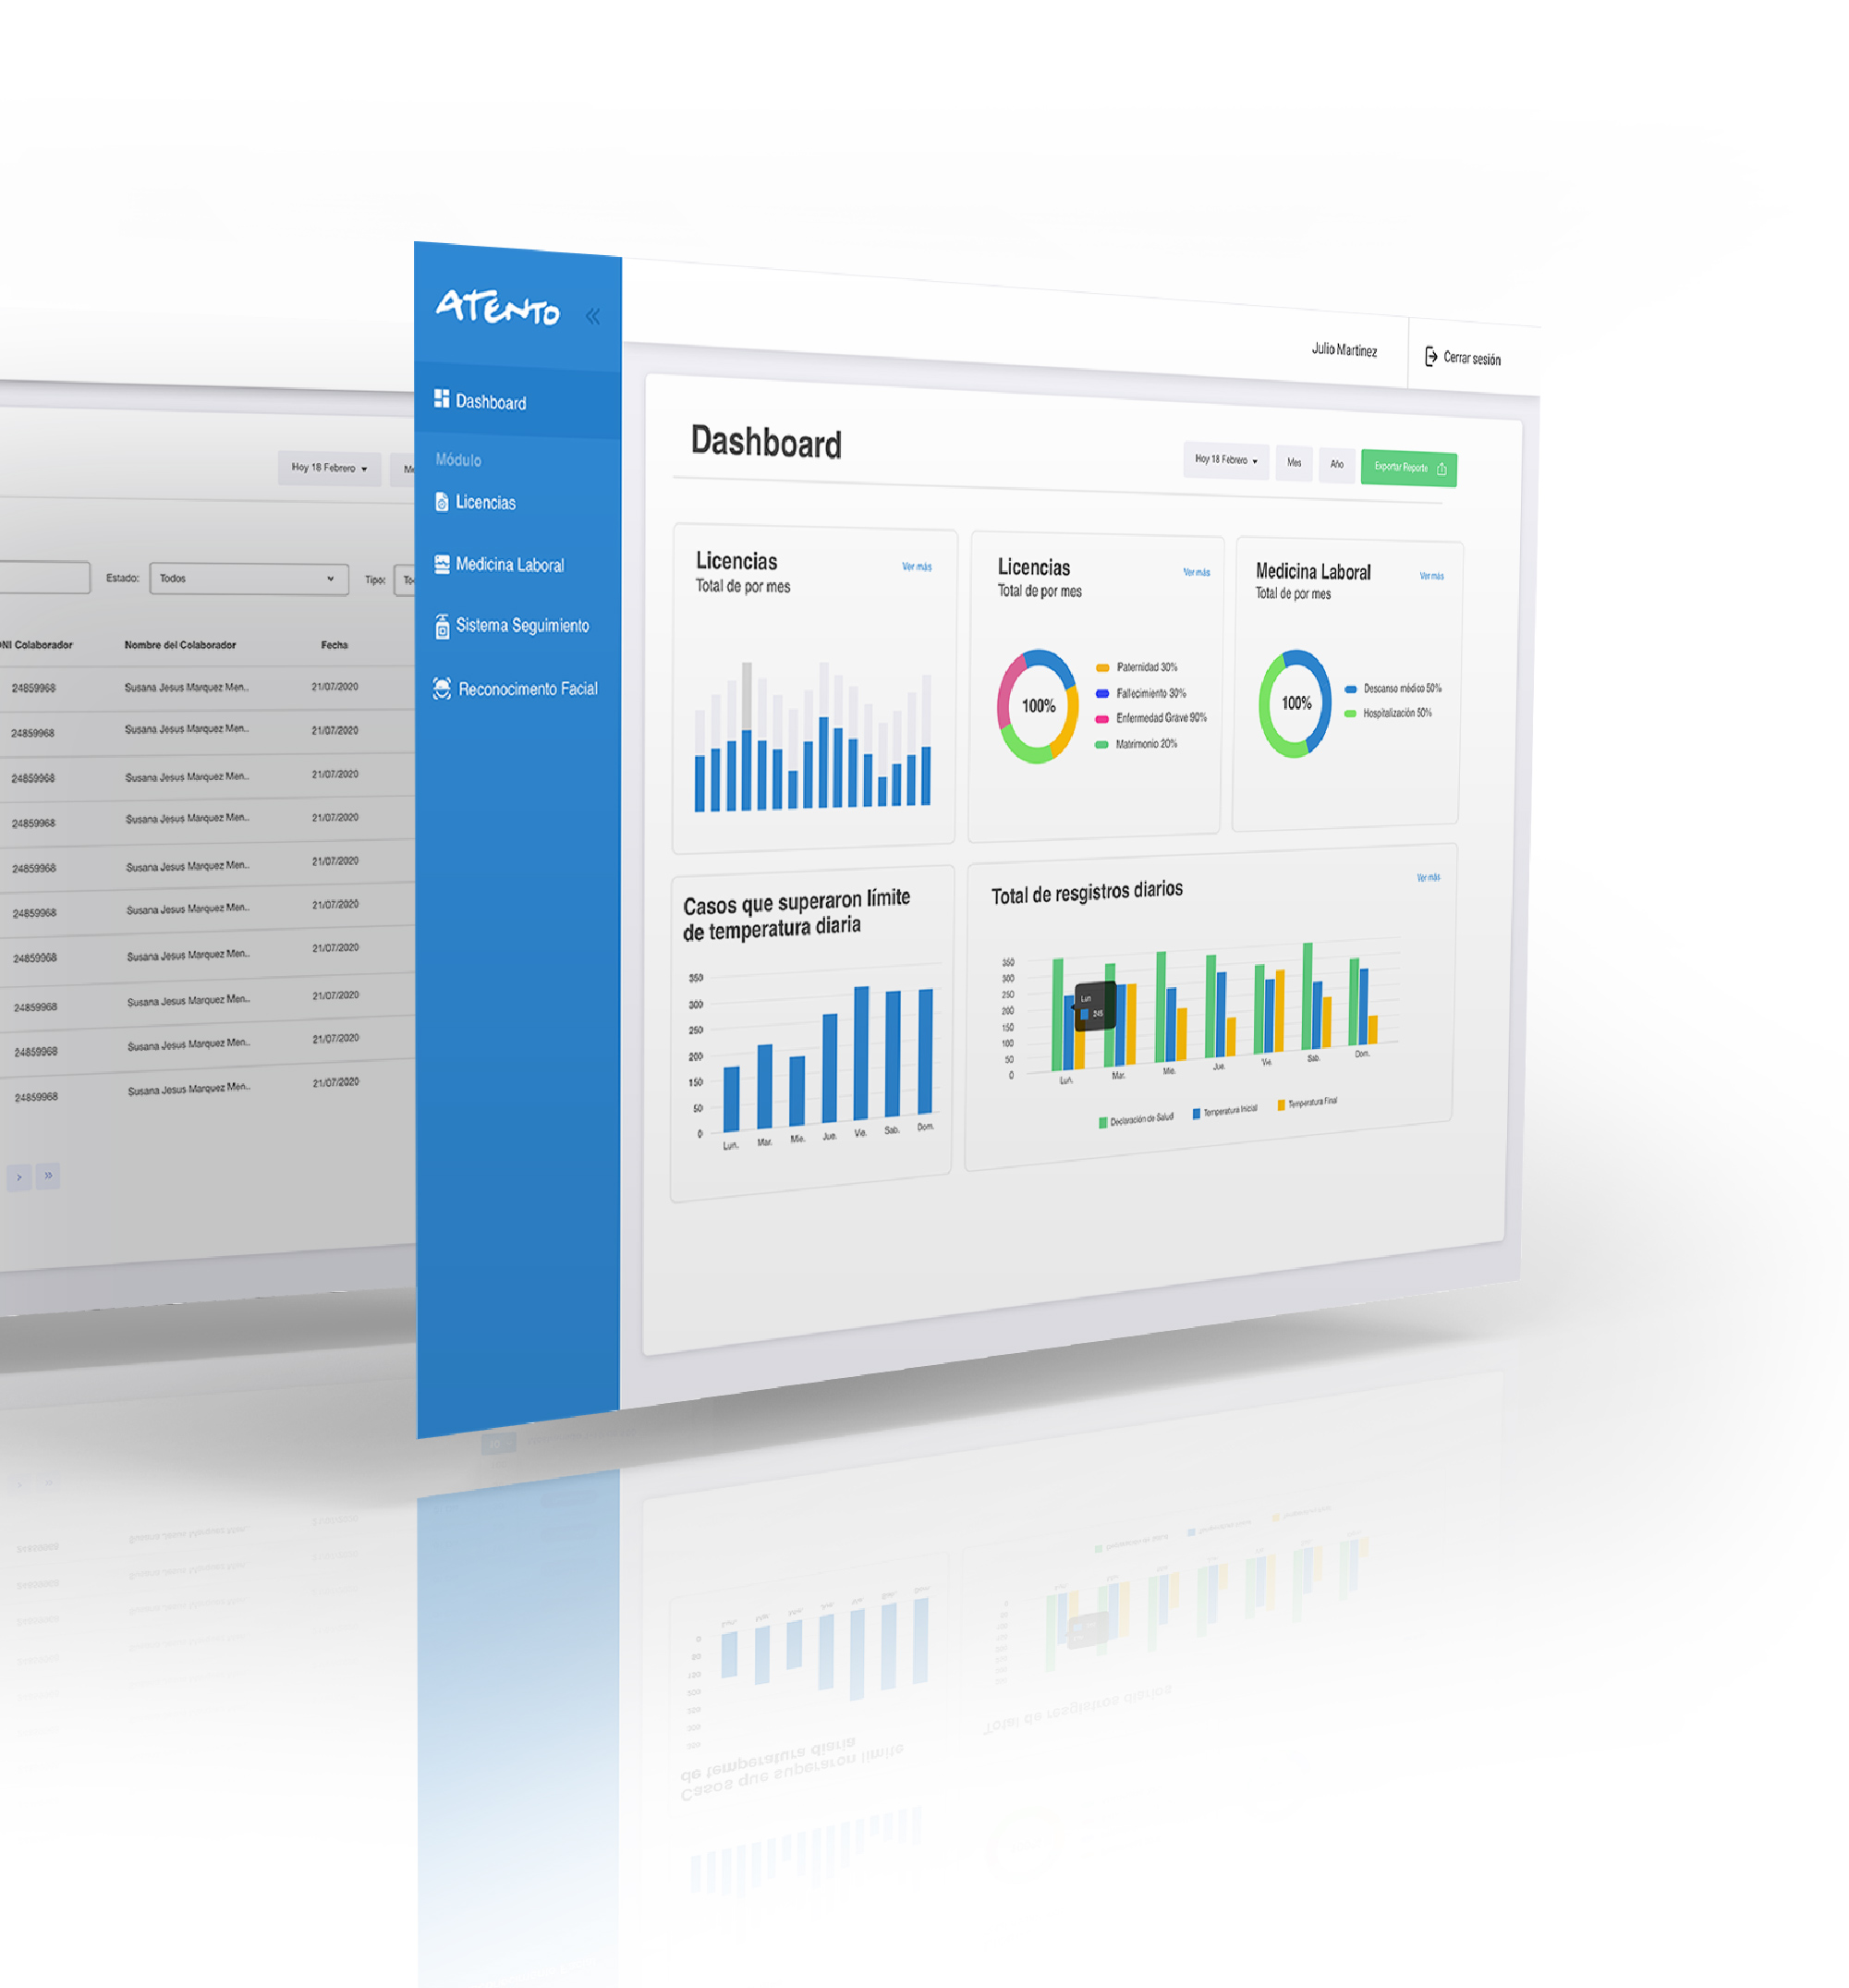 ATENTO
Dashboard
Módulo
Licencias
Medicina Laboral
Sistema Seguimiento
Reconocimento Facial
Julio Martinez
Cerrar sesión
Dashboard
Hoy 18 Febrero
Mes
Año
Exportar Reporte
Licencias
Ver más
Total de por mes
Licencias
Ver más
Total de por mes
100%
Paternidad 30%
Fallecimiento 30%
Enfermedad Grave 90%
Matrimonio 20%
Medicina Laboral
Ver más
Total de por mes
100%
Descanso médico 50%
Hospitalización 50%
Casos que superaron límite
de temperatura diaria
350
300
250
200
150
50
0
Lun. Mar. Mie. Jue. Vie. Sab. Dom.
Total de resgistros diarios
Ver más
350
300
250
200
150
100
50
0
Lun
245
Lun. Mar. Mie. Jue. Vie. Sab. Dom.
Declaración de Salud Temperatura Inicial Temperatura Final
Hoy 18 Febrero
Estado: Todos Tipo:
Colaborador Nombre del Colaborador Fecha
24859968 Susana Jesus Marquez Men.. 21/07/2020
24859968 Susana Jesus Marquez Men.. 21/07/2020
24859968 Susana Jesus Marquez Men.. 21/07/2020
24859968 Susana Jesus Marquez Men.. 21/07/2020
24859968 Susana Jesus Marquez Men.. 21/07/2020
24859968 Susana Jesus Marquez Men.. 21/07/2020
24859968 Susana Jesus Marquez Men.. 21/07/2020
24859968 Susana Jesus Marquez Men.. 21/07/2020
24859968 Susana Jesus Marquez Men.. 21/07/2020
24859968 Susana Jesus Marquez Men.. 21/07/2020